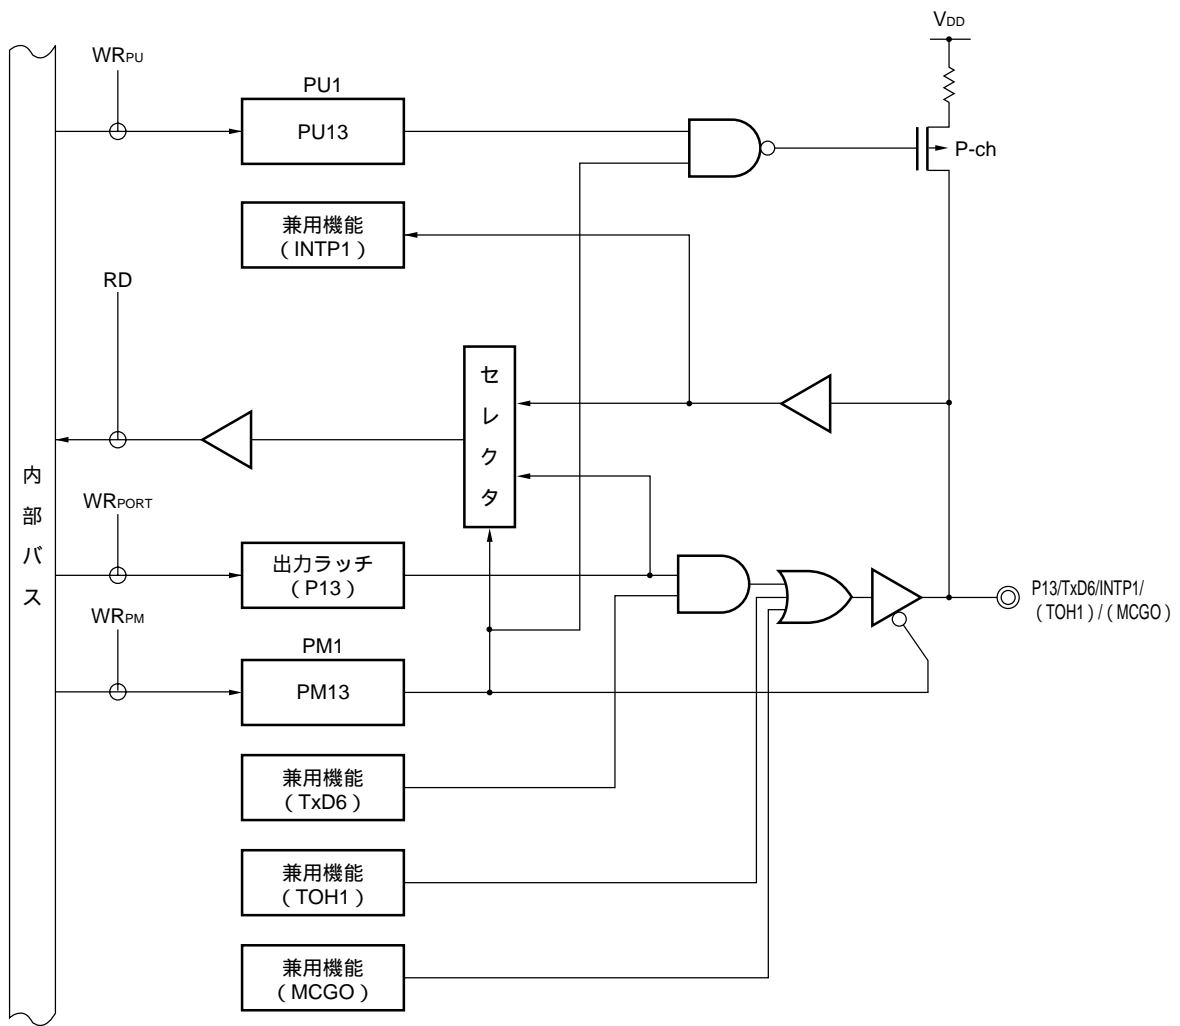 VDD
WRPU
PU1
PU13
P-ch
兼用機能
( INTP1 )
RD
セレクタ
内部バス
WRPORT
出力ラッチ
( P13 )
P13/TxD6/INTP1/
( TOH1 ) / ( MCGO )
WRPM
PM1
PM13
兼用機能
( TxD6 )
兼用機能
( TOH1 )
兼用機能
( MCGO )